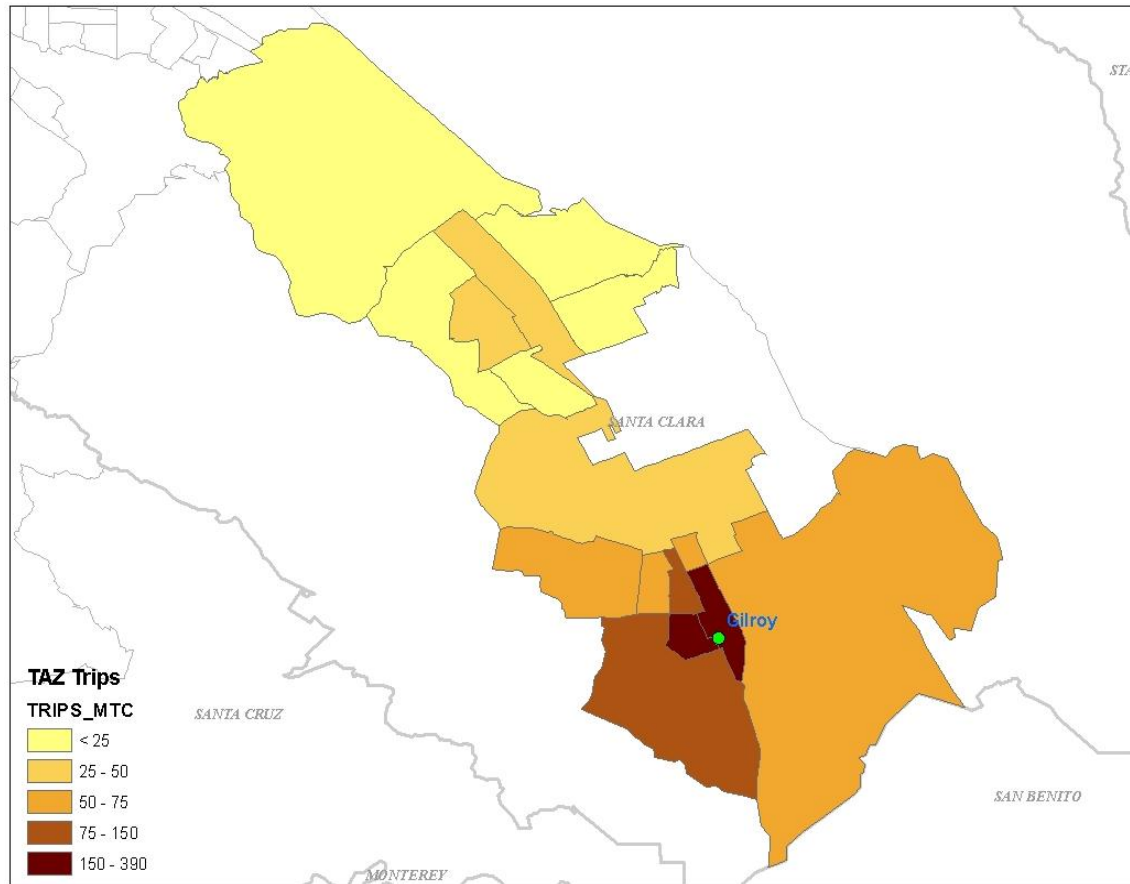 STA
SANTA CLARA
Gilroy
TAZ Trips
TRIPS_MTC
< 25
25 - 50
50 - 75
75 - 150
150 - 390
SANTA CRUZ
SAN BENITO
MONTEREY